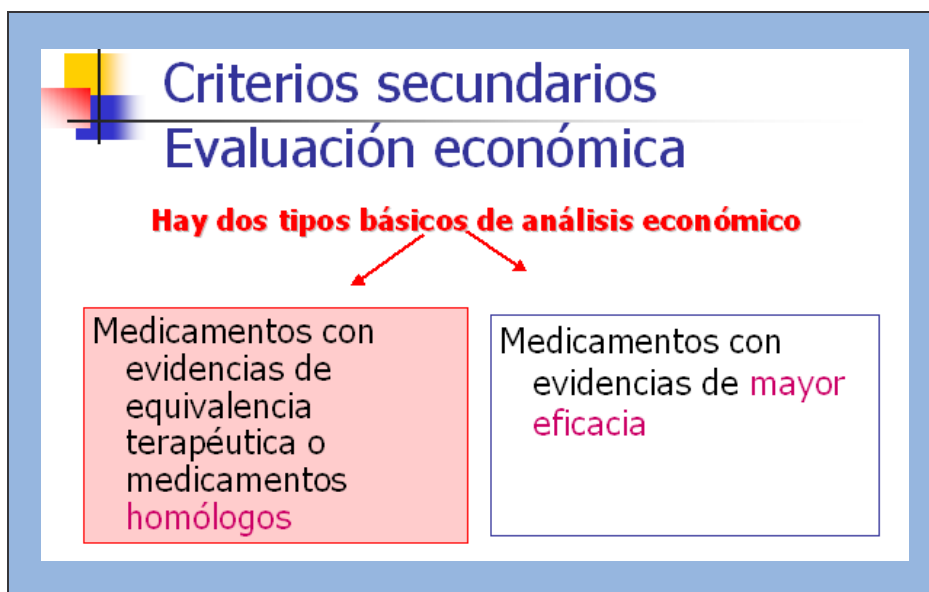 Criterios secundarios
Evaluación económica
Hay dos tipos básicos de análisis económico
Medicamentos con
evidencias de
equivalencia
terapéutica o
medicamentos
homólogos
Medicamentos con
evidencias de mayor
eficacia